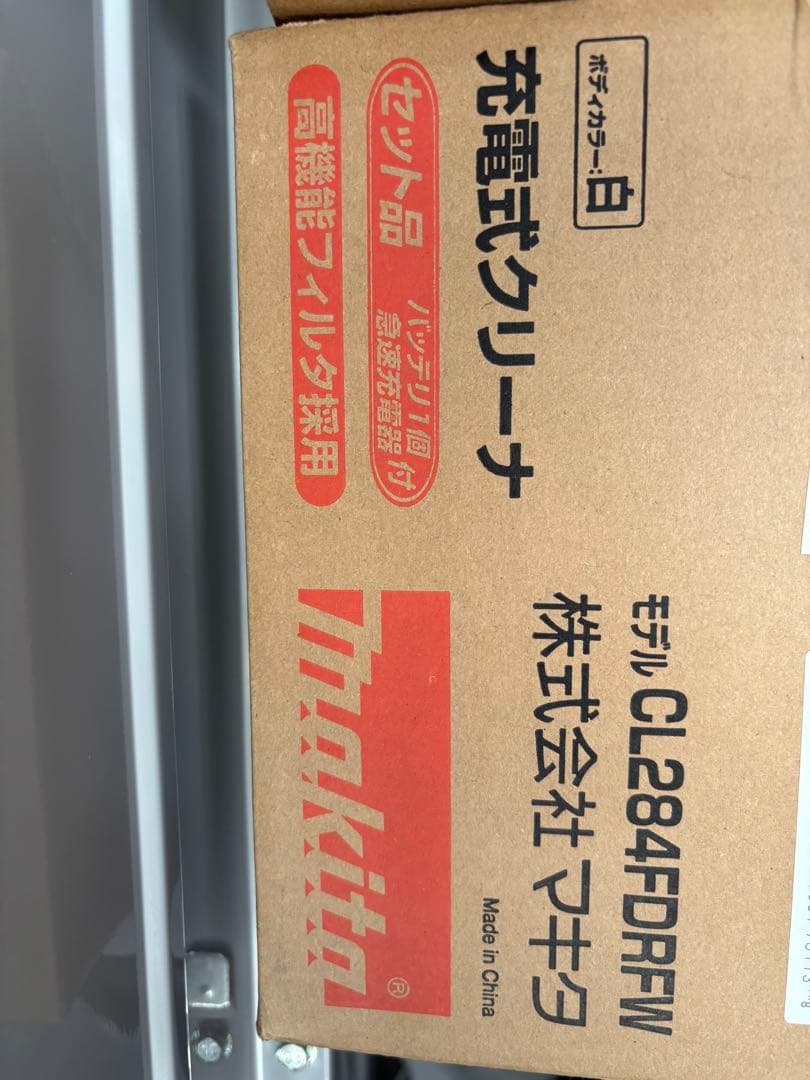 ボディカラー:白
充電式クリーナ
セット品 バッテリ1個 急速充電器 付
高機能フィルタ採用
モデル CL284FDRFW
株式会社 マキタ
Made in China
makita®